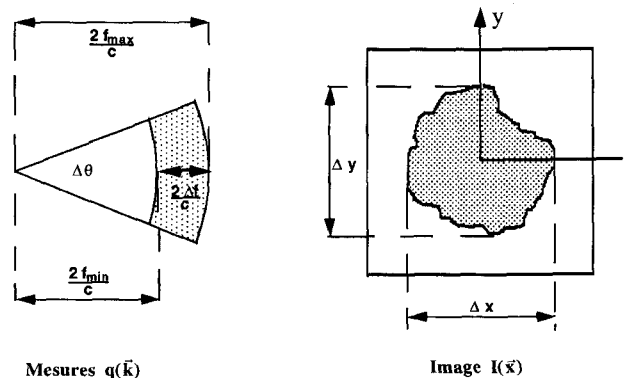 2 f_max
c
Δθ
2 Δf
c
2 f_min
c
Mesures q(k⃗)
y
Δ y
Δ x
Image I(x⃗)